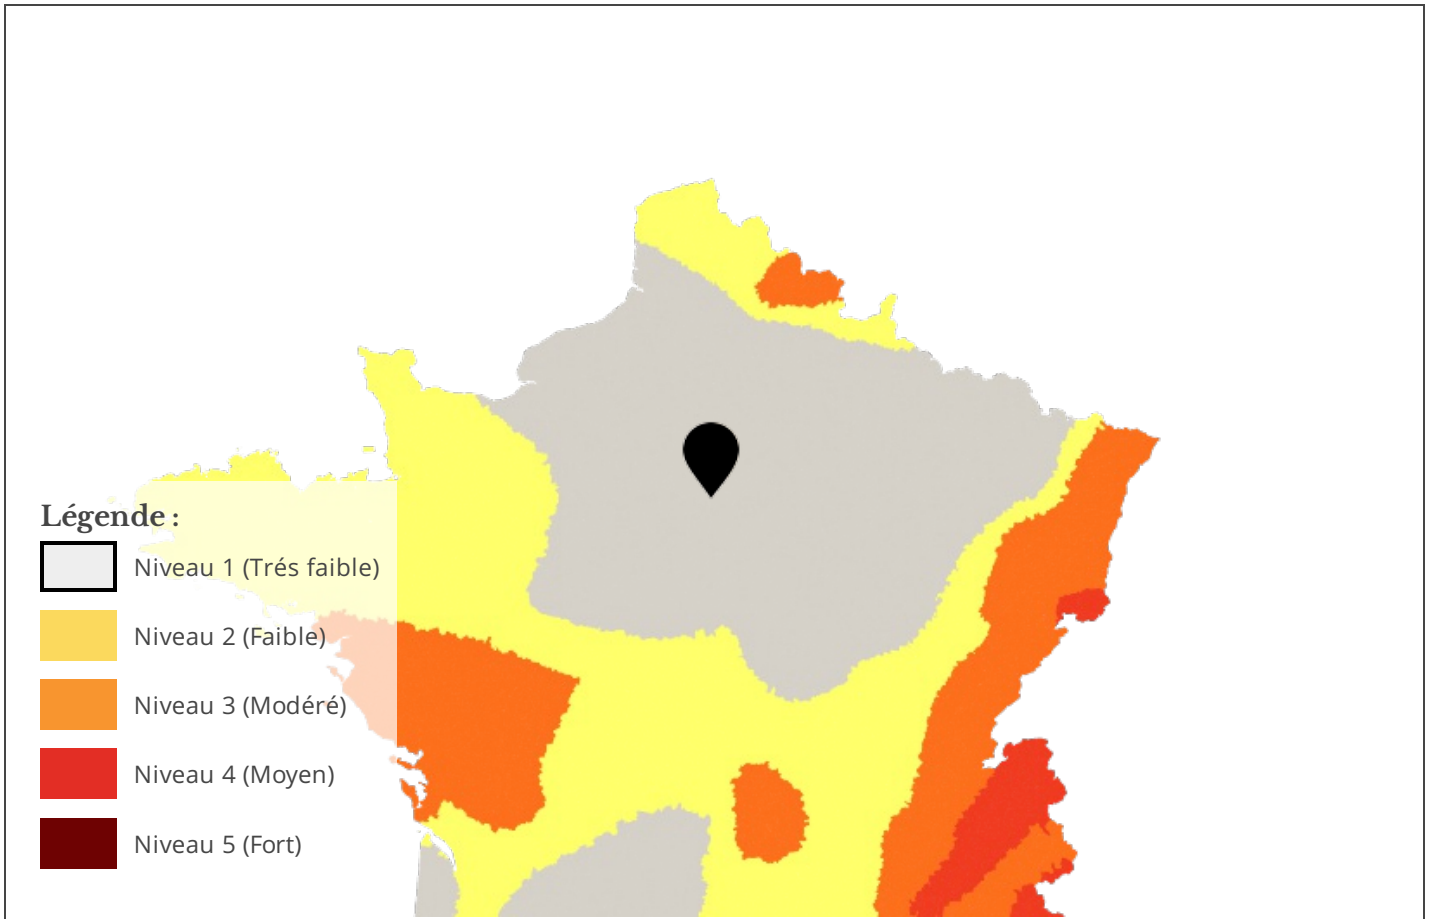 Légende :
Niveau 1 (Trés faible)
Niveau 2 (Faible)
Niveau 3 (Modéré)
Niveau 4 (Moyen)
Niveau 5 (Fort)